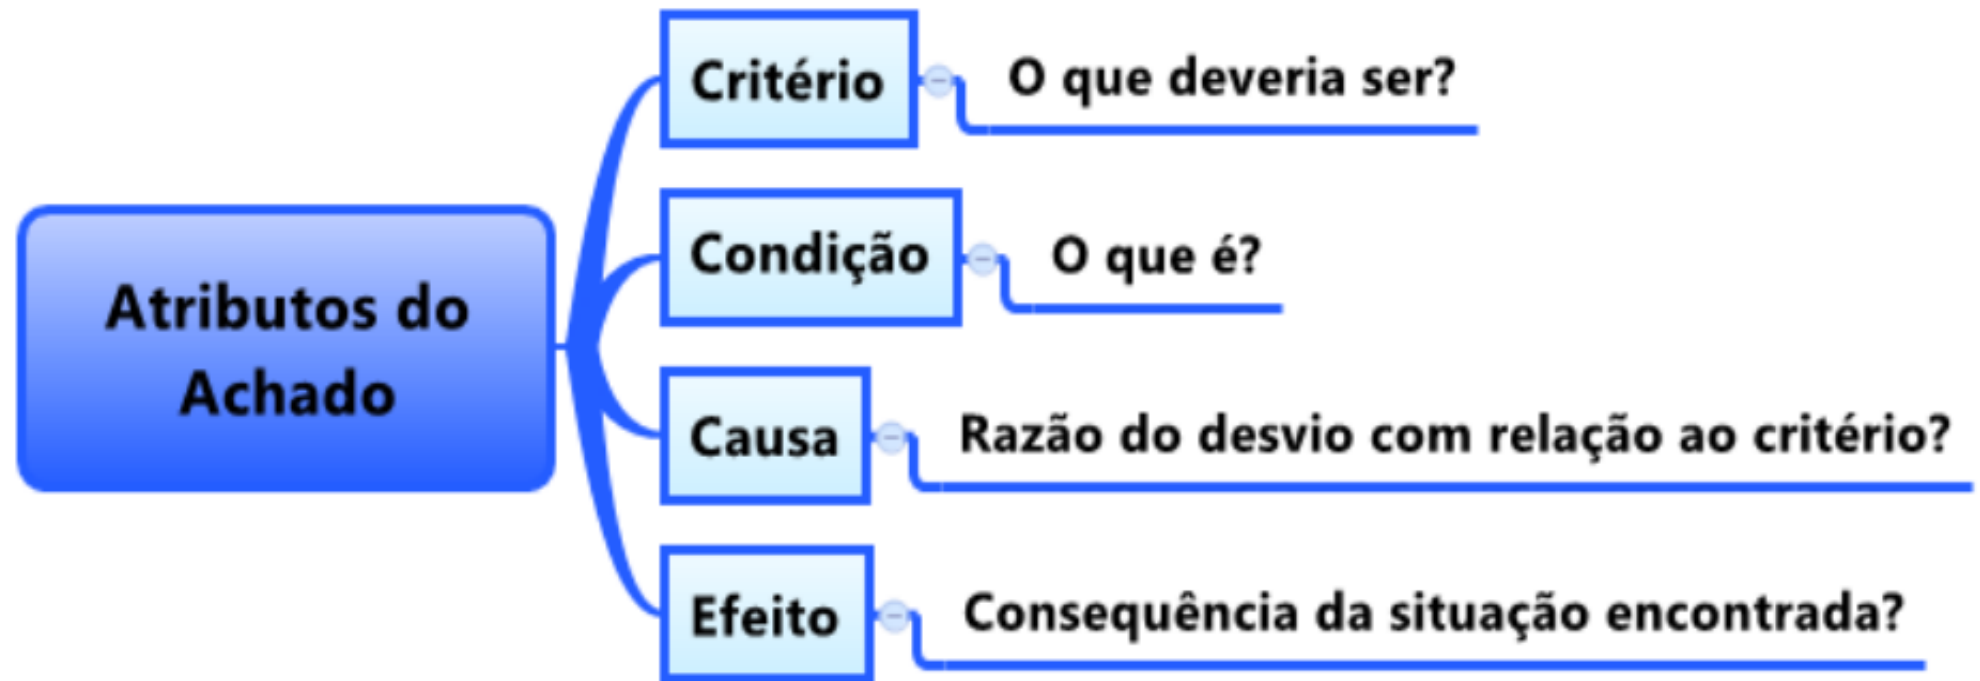 Atributos do
Achado
Critério
O que deveria ser?
Condição
O que é?
Causa
Razão do desvio com relação ao critério?
Efeito
Consequência da situação encontrada?